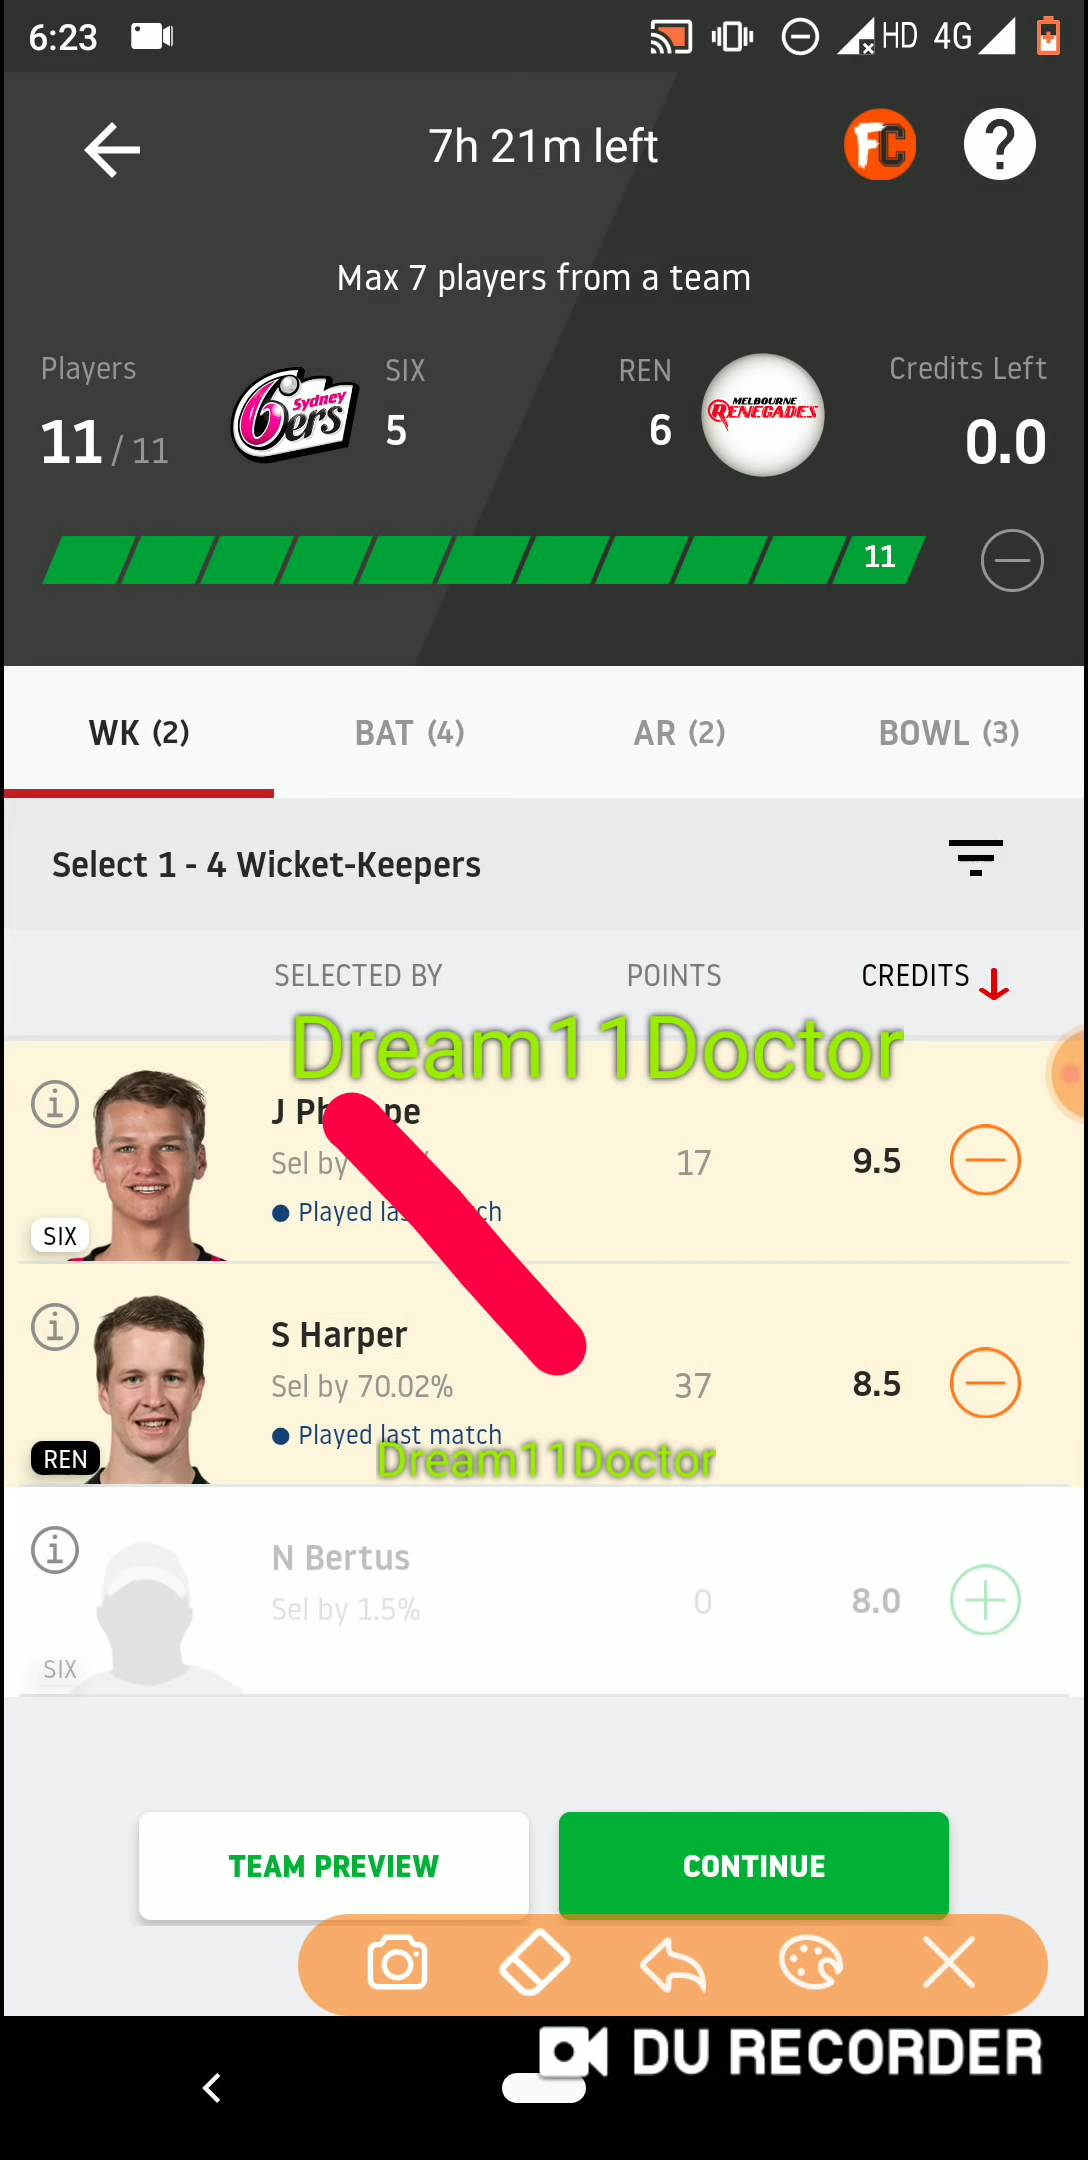 6:23 HD 4G
7h 21m left FC ?
Max 7 players from a team
Players SIX REN Credits Left
11 / 11 Sydney 6ers 5 6 MELBOURNE RENEGADES 0.0
11
WK (2) BAT (4) AR (2) BOWL (3)
Select 1 - 4 Wicket-Keepers
SELECTED BY POINTS CREDITS
Dream11Doctor
J
Sel by 17 9.5
Played
SIX
S Harper
Sel by 70.02% 37 8.5
Played last match
REN
Dream11Doctor
N Bertus
Sel by 1.5% 0 8.0
SIX
TEAM PREVIEW CONTINUE
DU RECORDER